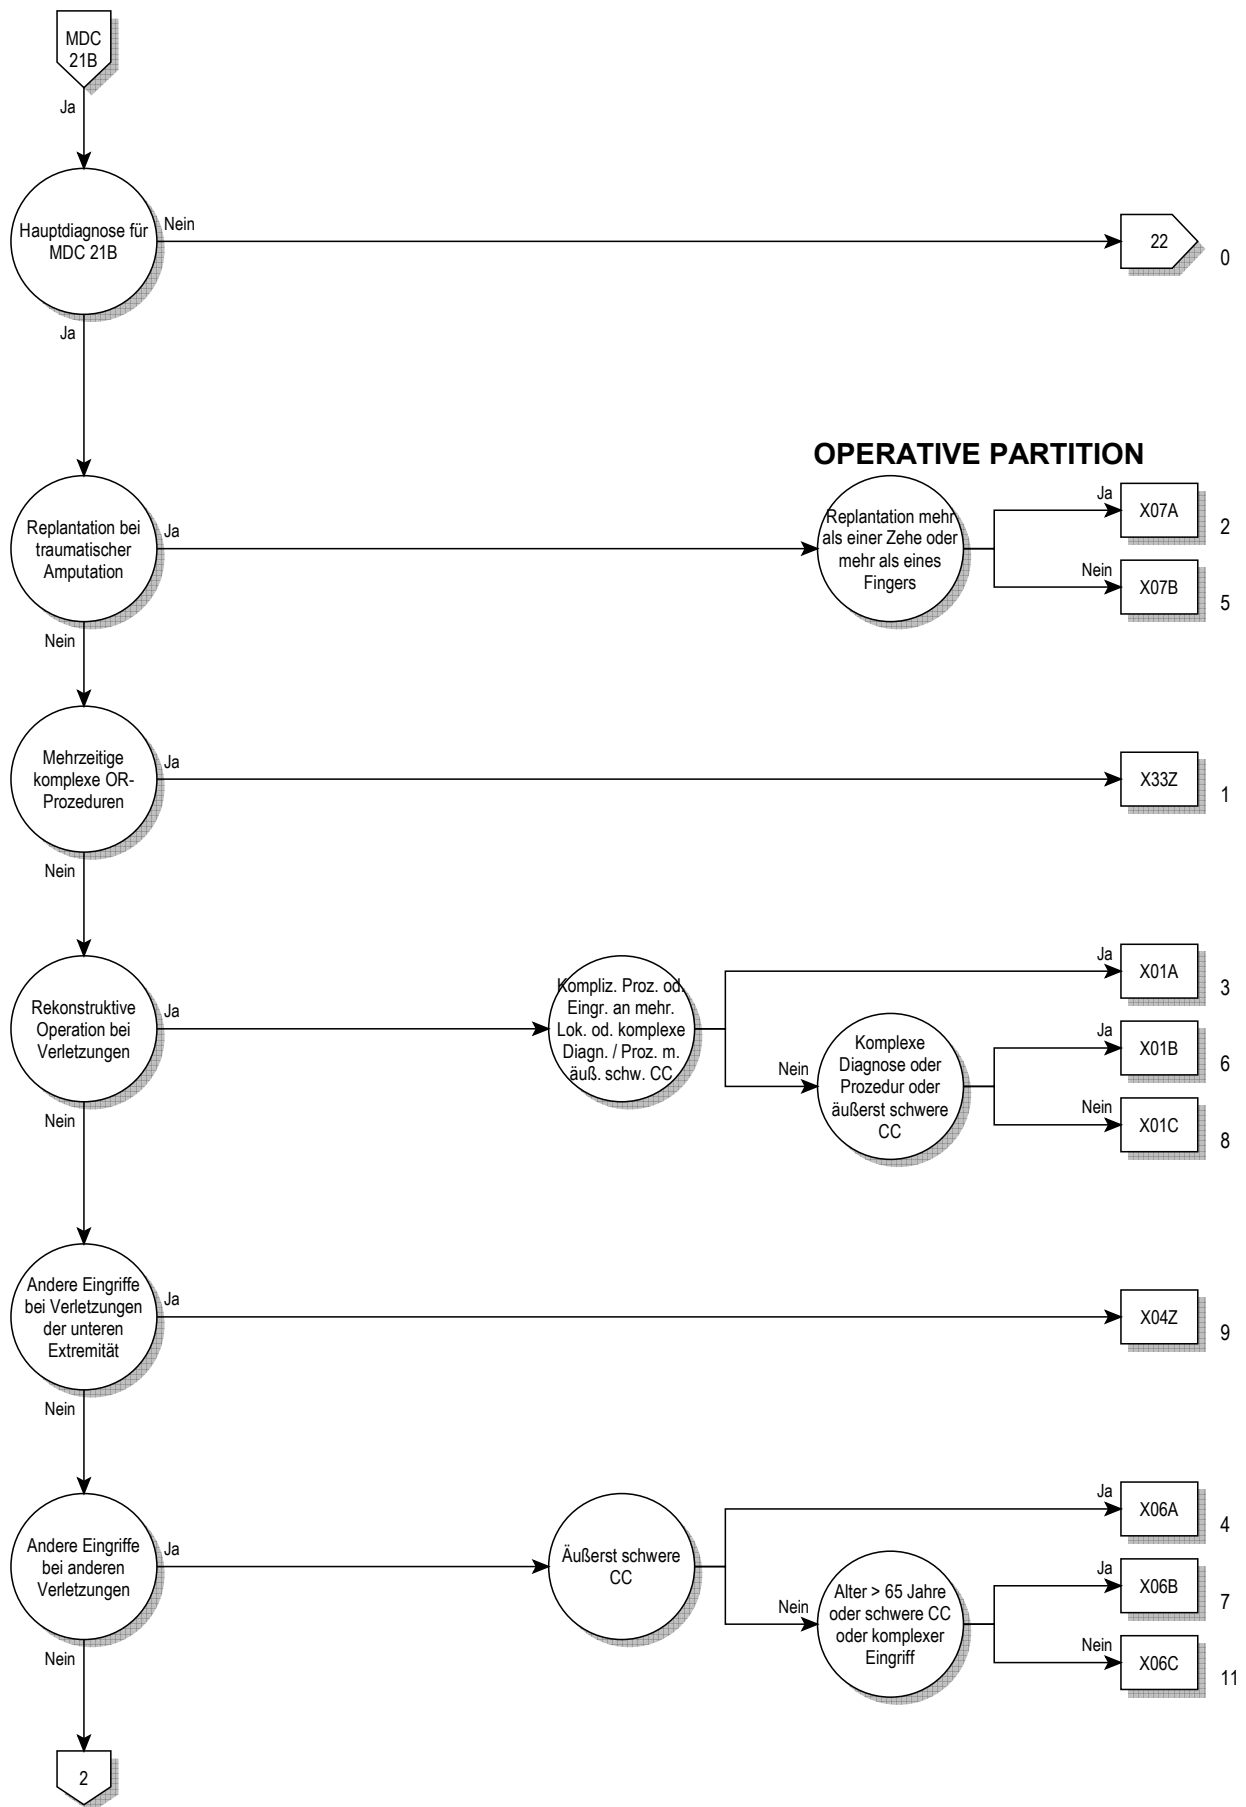 MDC
21B
Ja
Hauptdiagnose für
MDC 21B
Nein
22
0
Ja
OPERATIVE PARTITION
Replantation bei
traumatischer
Amputation
Ja
Replantation mehr
als einer Zehe oder
mehr als eines
Fingers
Ja
X07A
2
Nein
X07B
5
Nein
Mehrzeitige
komplexe OR-
Prozeduren
Ja
X33Z
1
Nein
Rekonstruktive
Operation bei
Verletzungen
Ja
Kompliz. Proz. od.
Eingr. an mehr.
Lok. od. komplexe
Diagn. / Proz. m.
äuß. schw. CC
Ja
X01A
3
Nein
Komplexe
Diagnose oder
Prozedur oder
äußerst schwere
CC
Ja
X01B
6
Nein
X01C
8
Nein
Andere Eingriffe
bei Verletzungen
der unteren
Extremität
Ja
X04Z
9
Nein
Andere Eingriffe
bei anderen
Verletzungen
Ja
Äußerst schwere
CC
Ja
X06A
4
Nein
Alter > 65 Jahre
oder schwere CC
oder komplexer
Eingriff
Ja
X06B
7
Nein
X06C
11
Nein
2